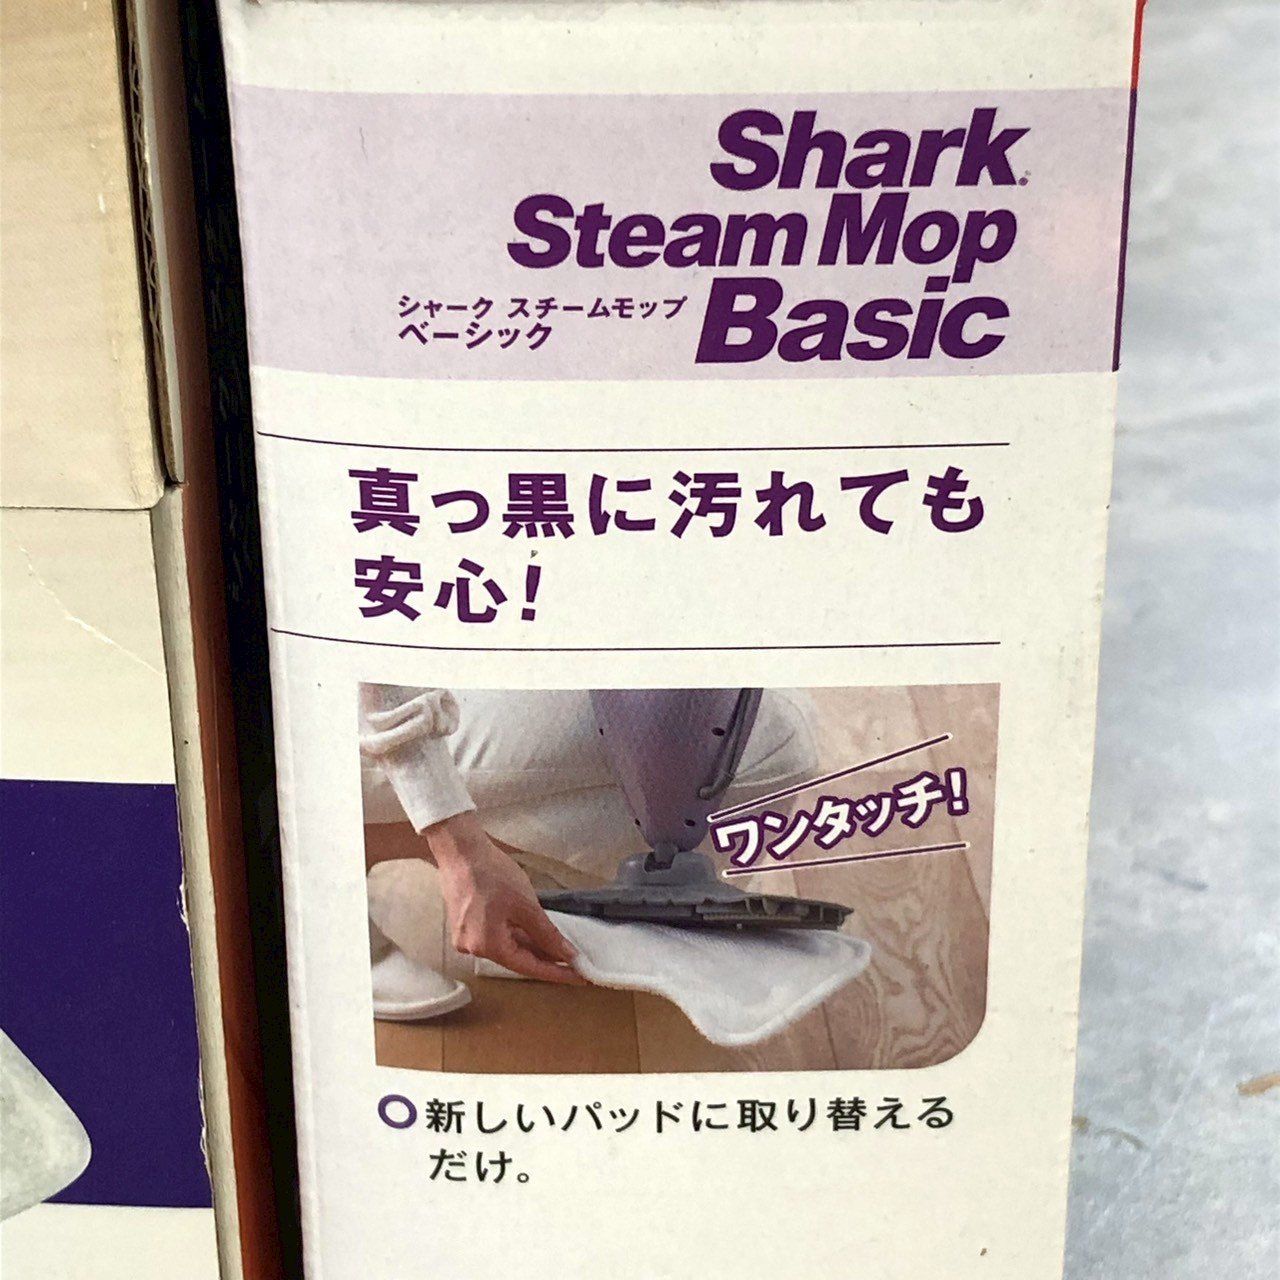 Shark®
Steam Mop
Basic
シャーク スチームモップ
ベーシック
真っ黒に汚れても
安心!
ワンタッチ!
新しいパッドに取り替える
だけ。